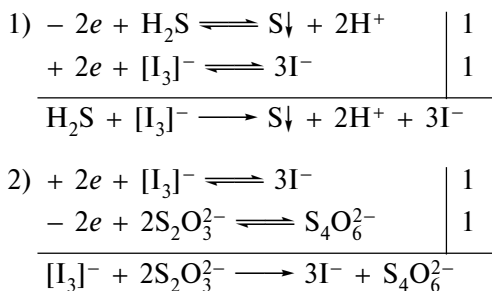 1) − 2e + H₂S ⇌ S↓ + 2H⁺ | 1
+ 2e + [I₃]⁻ ⇌ 3I⁻ | 1
H₂S + [I₃]⁻ ⟶ S↓ + 2H⁺ + 3I⁻
2) + 2e + [I₃]⁻ ⇌ 3I⁻ | 1
− 2e + 2S₂O₃²⁻ ⇌ S₄O₆²⁻ | 1
[I₃]⁻ + 2S₂O₃²⁻ ⟶ 3I⁻ + S₄O₆²⁻